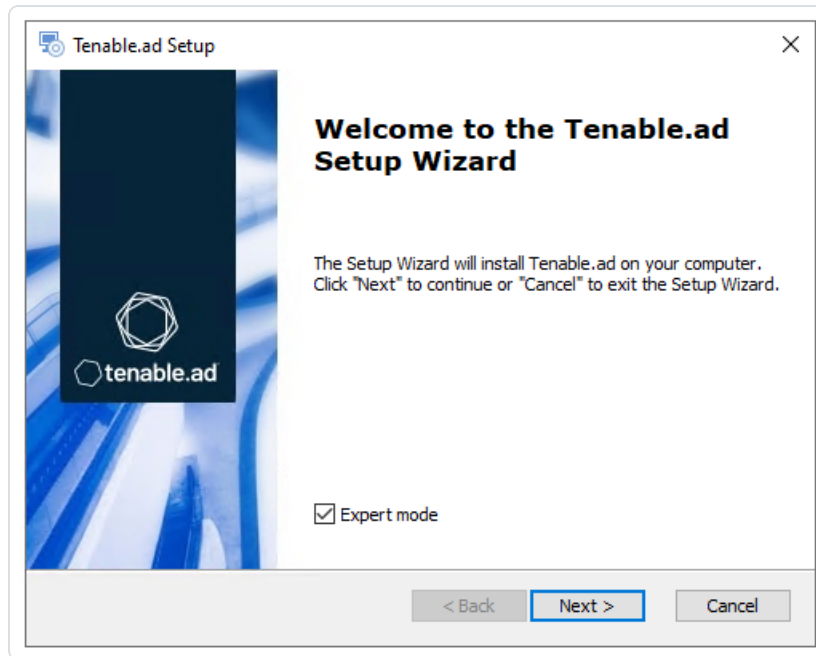 Tenable.ad Setup
Welcome to the Tenable.ad
Setup Wizard
The Setup Wizard will install Tenable.ad on your computer.
Click "Next" to continue or "Cancel" to exit the Setup Wizard.
tenable.ad
Expert mode
< Back
Next >
Cancel